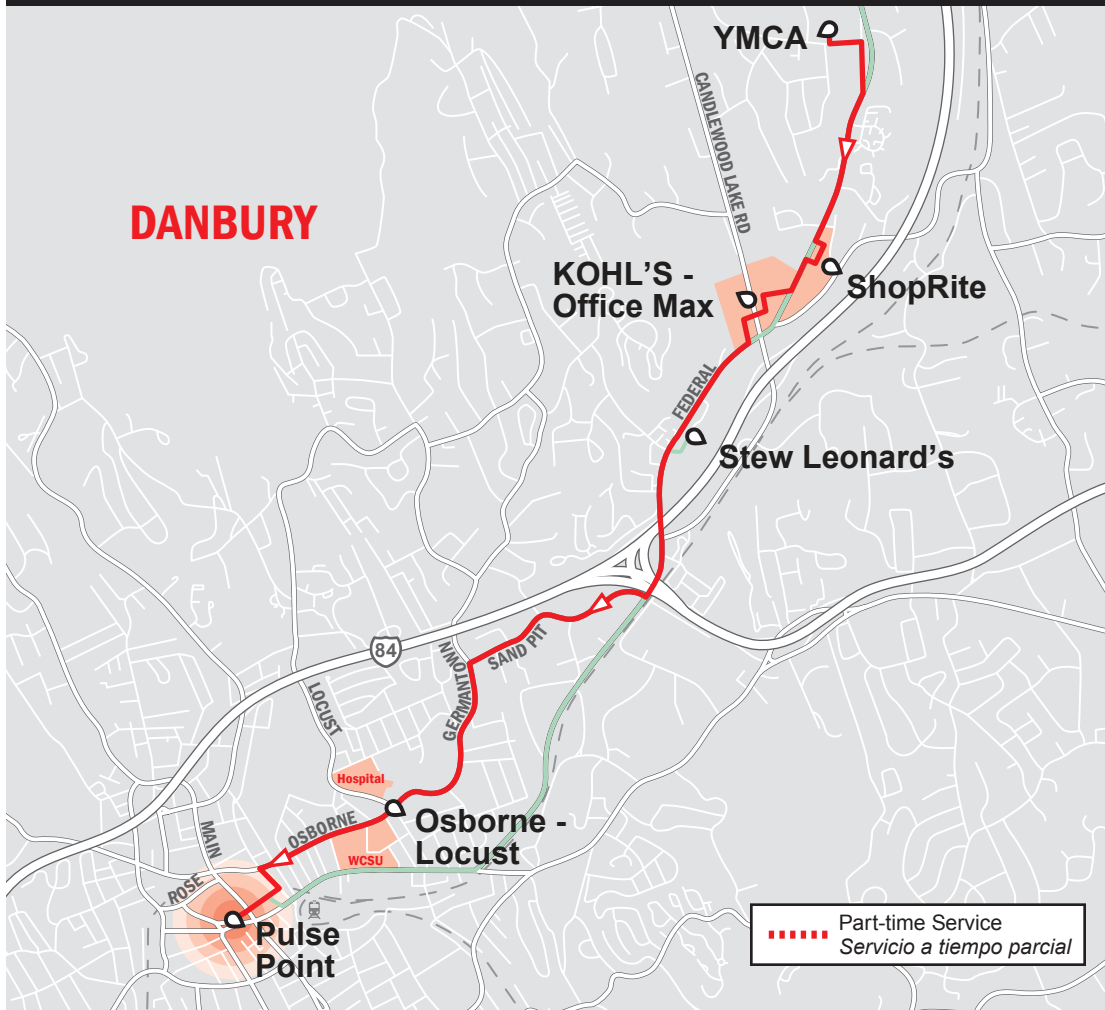 YMCA
CANDLEWOOD LAKE RD
DANBURY
KOHL'S -
Office Max
ShopRite
FEDERAL
Stew Leonard's
84
SAND PIT
GERMANTOWN
LOCUST
Hospital
Osborne -
Locust
OSBORNE
MAIN
WCSU
ROSE
Pulse
Point
Part-time Service
Servicio a tiempo parcial